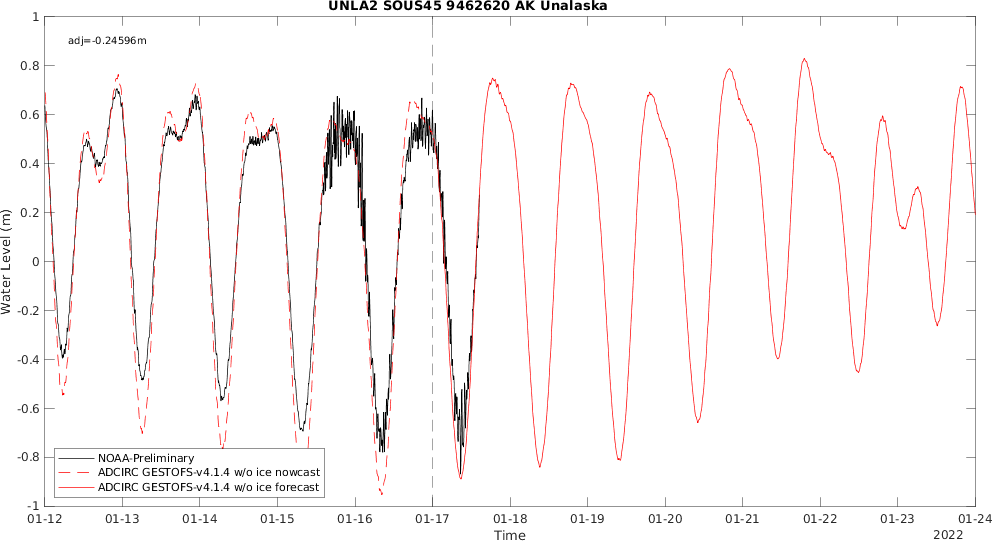 UNLA2 SOUS45 9462620 AK Unalaska
adj=-0.24596m
1
0.8
0.6
0.4
0.2
0
-0.2
-0.4
-0.6
-0.8
-1
Water Level (m)
NOAA-Preliminary
ADCIRC GESTOFS-v4.1.4 w/o ice nowcast
ADCIRC GESTOFS-v4.1.4 w/o ice forecast
01-12 01-13 01-14 01-15 01-16 01-17 01-18 01-19 01-20 01-21 01-22 01-23 01-24
Time
2022